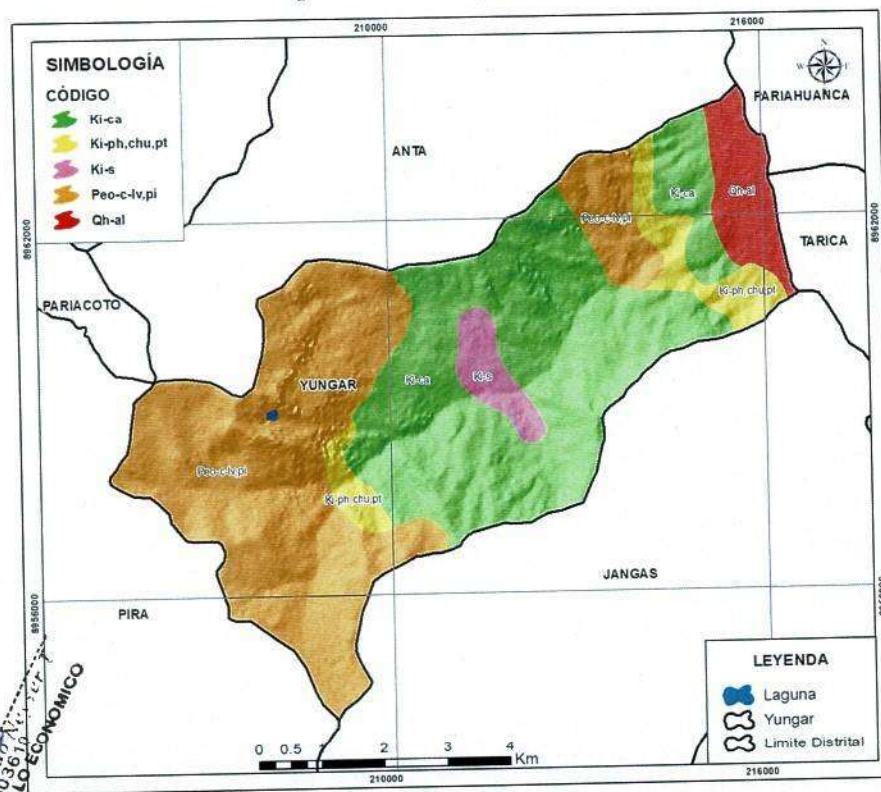 210000
216000
SIMBOLOGÍA
CÓDIGO
Ki-ca
Ki-ph,chu,pt
Ki-s
Peo-c-lv,pi
Qh-al
N
W
E
S
PARIAHUANCA
ANTA
Peo-c-lv,pi
Ki-ca
Qh-al
8962000
8962000
TARICA
Ki-ph,chu,pt
PARIACOTO
YUNGAR
Ki-ca
Ki-s
Peo-c-lv,pi
Ki-ph,chu,pt
JANGAS
8956000
PIRA
LEYENDA
Laguna
Yungar
Limite Distrital
LO ECONOMICO
0 0.5 1 2 3 4
Km
210000
216000